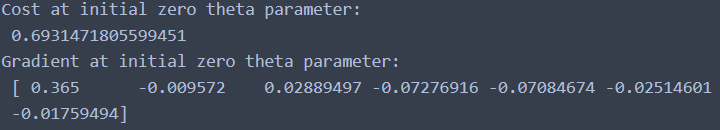 Cost at initial zero theta parameter:
0.6931471805599451
Gradient at initial zero theta parameter:
[ 0.365 -0.009572 0.02889497 -0.07276916 -0.07084674 -0.02514601
-0.01759494]